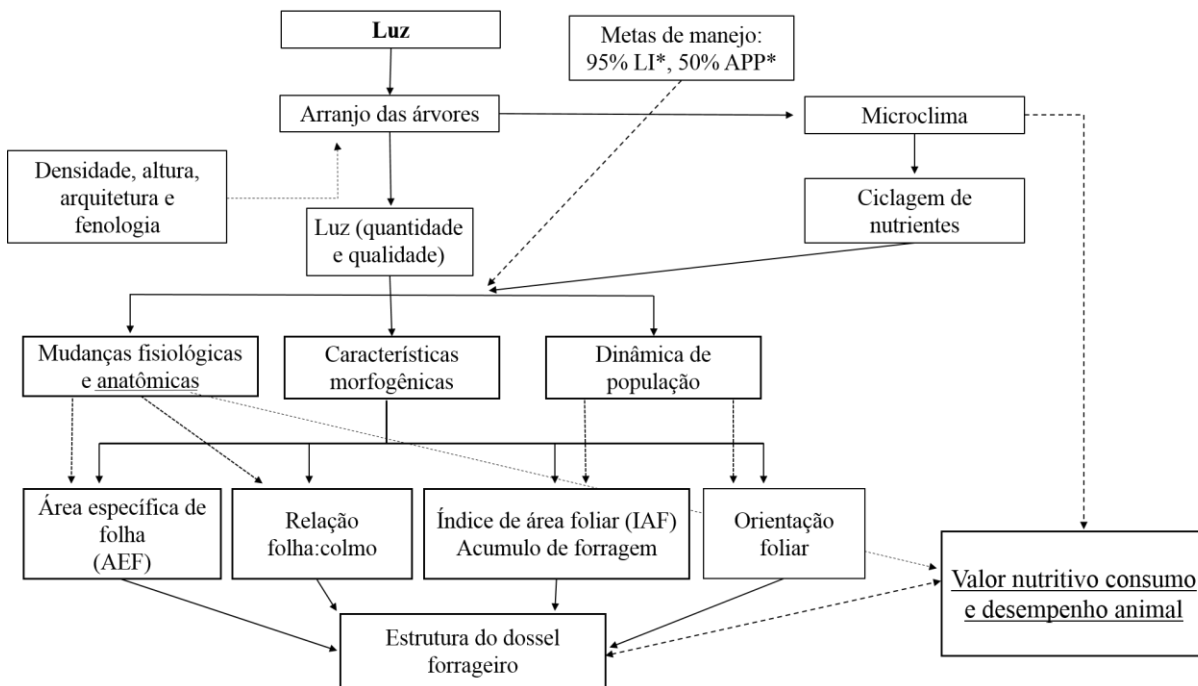 Luz
Metas de manejo:
95% LI*, 50% APP*
Arranjo das árvores
Microclima
Densidade, altura,
arquitetura e
fenologia
Ciclagem de
nutrientes
Luz (quantidade
e qualidade)
Mudanças fisiológicas
e anatômicas
Características
morfogênicas
Dinâmica de
população
Área específica de
folha
(AEF)
Relação
folha:colmo
Índice de área foliar (IAF)
Acumulo de forragem
Orientação
foliar
Valor nutritivo consumo
e desempenho animal
Estrutura do dossel
forrageiro